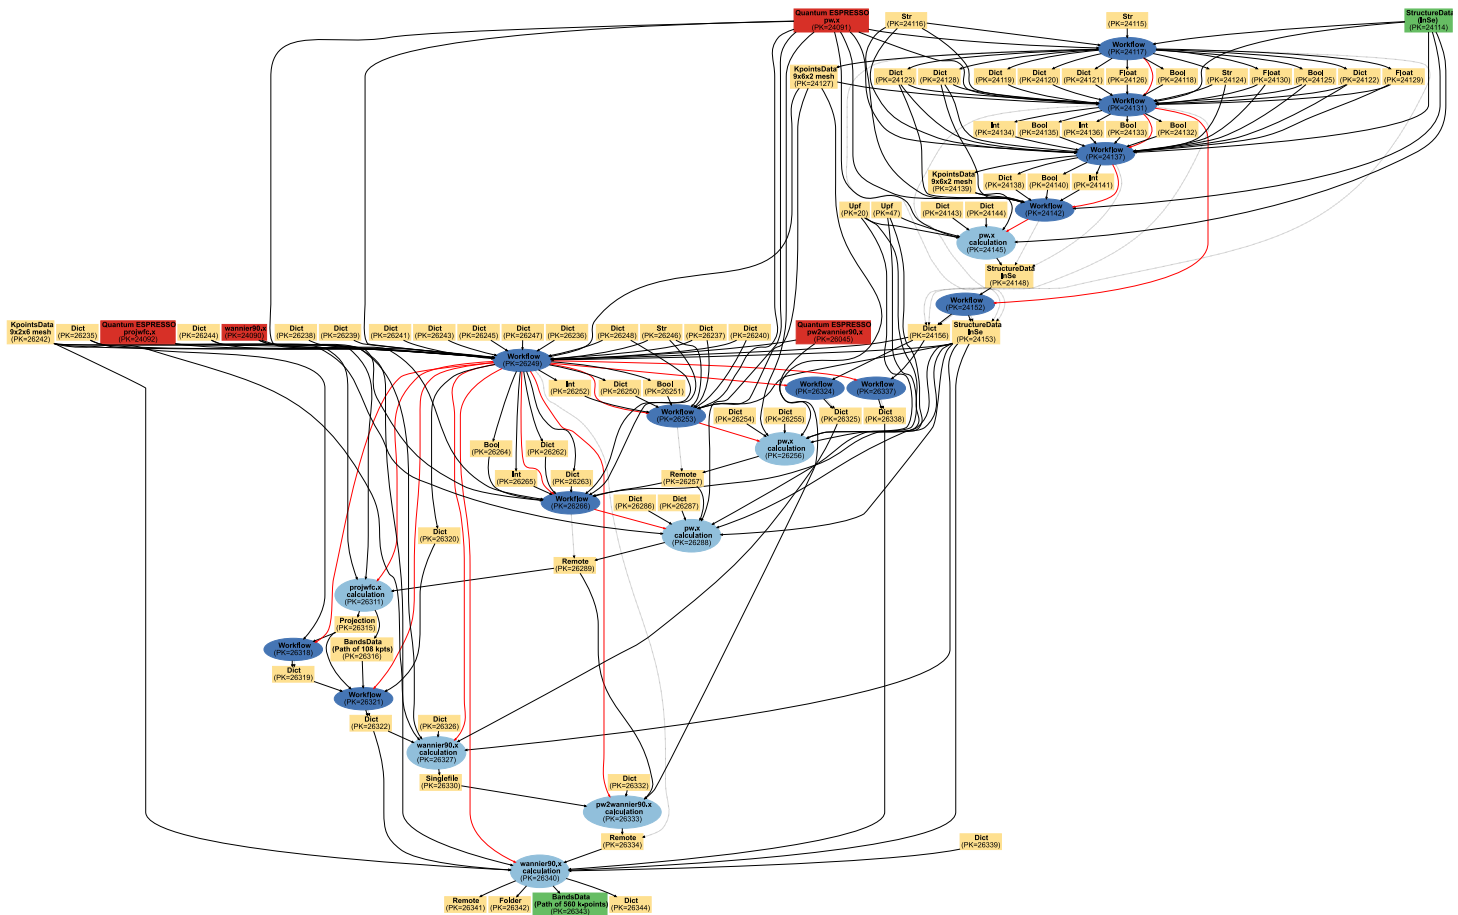 Quantum ESPRESSO
pw.x
(PK=24091)
Str
(PK=24116)
Str
(PK=24115)
StructureData
(InSe)
(PK=24114)
Workflow
(PK=24117)
KpointsData
9x6x2 mesh
(PK=24127)
Dict
(PK=24123)
Dict
(PK=24128)
Dict
(PK=24119)
Dict
(PK=24120)
Dict
(PK=24121)
Float
(PK=24126)
Bool
(PK=24118)
Str
(PK=24124)
Float
(PK=24130)
Bool
(PK=24125)
Dict
(PK=24122)
Float
(PK=24129)
Workflow
(PK=24131)
Int
(PK=24134)
Bool
(PK=24135)
Int
(PK=24136)
Bool
(PK=24133)
Bool
(PK=24132)
Workflow
(PK=24137)
KpointsData
9x6x2 mesh
(PK=24139)
Dict
(PK=24138)
Bool
(PK=24140)
Int
(PK=24141)
Upf
(PK=20)
Upf
(PK=47)
Dict
(PK=24143)
Dict
(PK=24144)
Workflow
(PK=24142)
pw.x
calculation
(PK=24145)
StructureData
InSe
(PK=24148)
Workflow
(PK=24152)
KpointsData
9x2x6 mesh
(PK=26242)
Dict
(PK=26235)
Quantum ESPRESSO
projwfc.x
(PK=24092)
Dict
(PK=26244)
wannier90.x
(PK=24090)
Dict
(PK=26238)
Dict
(PK=26239)
Dict
(PK=26241)
Dict
(PK=26243)
Dict
(PK=26245)
Dict
(PK=26247)
Dict
(PK=26236)
Dict
(PK=26248)
Str
(PK=26246)
Dict
(PK=26237)
Dict
(PK=26240)
Quantum ESPRESSO
pw2wannier90.x
(PK=26045)
Dict
(PK=24156)
StructureData
InSe
(PK=24153)
Workflow
(PK=26249)
Int
(PK=26252)
Dict
(PK=26250)
Bool
(PK=26251)
Workflow
(PK=26324)
Workflow
(PK=26337)
Workflow
(PK=26253)
Dict
(PK=26254)
Dict
(PK=26255)
Dict
(PK=26325)
Dict
(PK=26338)
Bool
(PK=26264)
Dict
(PK=26262)
pw.x
calculation
(PK=26256)
Int
(PK=26265)
Dict
(PK=26263)
Remote
(PK=26257)
Workflow
(PK=26266)
Dict
(PK=26286)
Dict
(PK=26287)
Dict
(PK=26320)
pw.x
calculation
(PK=26288)
Remote
(PK=26289)
projwfc.x
calculation
(PK=26311)
Projection
(PK=26315)
Workflow
(PK=26318)
BandsData
(Path of 108 kpts)
(PK=26316)
Dict
(PK=26319)
Workflow
(PK=26321)
Dict
(PK=26322)
Dict
(PK=26326)
wannier90.x
calculation
(PK=26327)
Singlefile
(PK=26330)
Dict
(PK=26332)
pw2wannier90.x
calculation
(PK=26333)
Remote
(PK=26334)
Dict
(PK=26339)
wannier90.x
calculation
(PK=26340)
Remote
(PK=26341)
Folder
(PK=26342)
BandsData
(Path of 560 k-points)
(PK=26343)
Dict
(PK=26344)